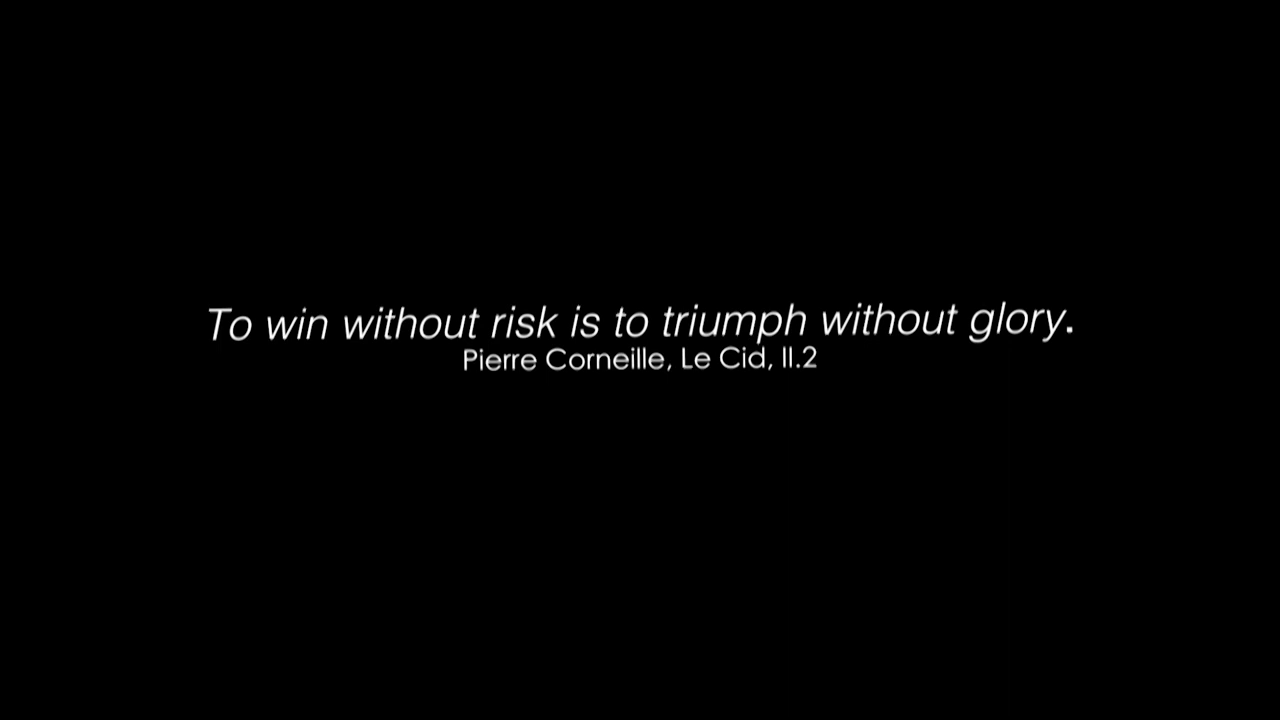 To win without risk is to triumph without glory.
Pierre Corneille, Le Cid, II.2